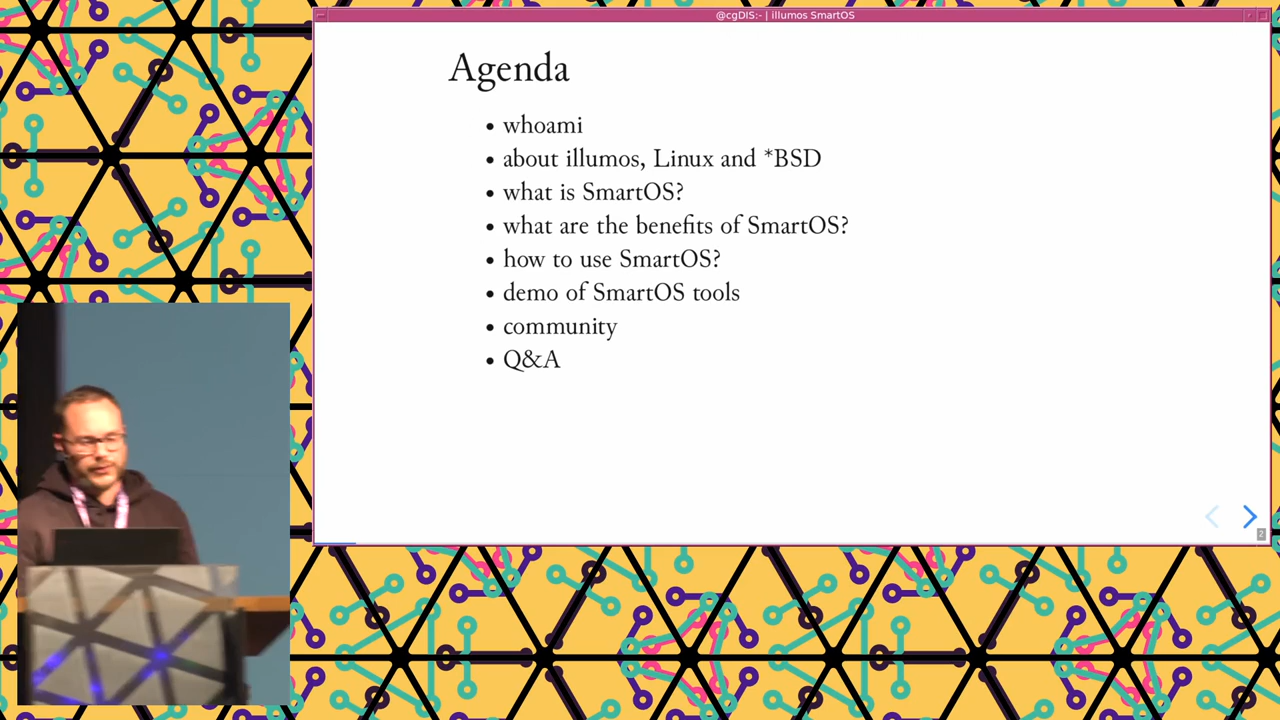 @cgDIS:- | illumos SmartOS
Agenda
• whoami
• about illumos, Linux and *BSD
• what is SmartOS?
• what are the benefits of SmartOS?
• how to use SmartOS?
• demo of SmartOS tools
• community
• Q&A
2